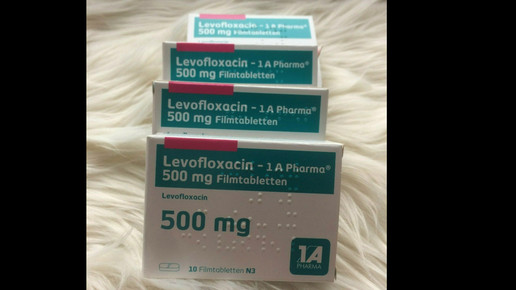 Levofloxacin - 1 A Pharma®
500 mg Filmtabletten
Levofloxacin - 1 A Pharma®
500 mg Filmtabletten
Levofloxacin - 1 A Pharma®
500 mg Filmtabletten
Levofloxacin - 1 A Pharma®
500 mg Filmtabletten
Levofloxacin
500 mg
1A
PHARMA
10 Filmtabletten N3